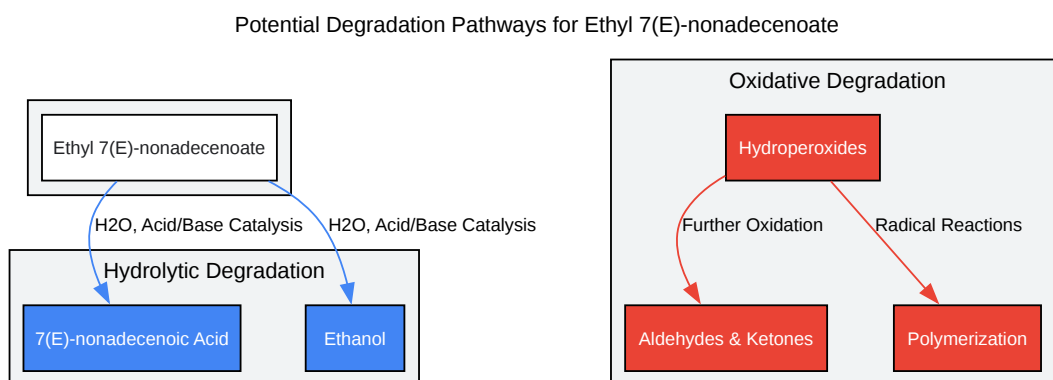 Potential Degradation Pathways for Ethyl 7(E)-nonadecenoate
Oxidative Degradation
Ethyl 7(E)-nonadecenoate
Hydroperoxides
H2O, Acid/Base Catalysis
H2O, Acid/Base Catalysis
Further Oxidation
Radical Reactions
Hydrolytic Degradation
7(E)-nonadecenoic Acid
Ethanol
Aldehydes & Ketones
Polymerization